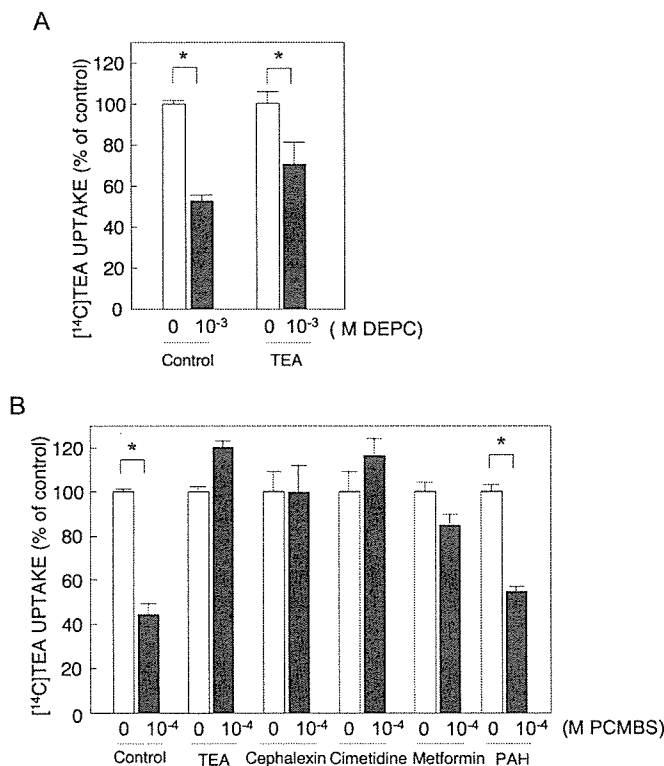 A
[¹⁴C]TEA UPTAKE (% of control)
120
100
80
60
40
20
0
*
*
0 10⁻³ 0 10⁻³ ( M DEPC)
Control TEA
B
[¹⁴C]TEA UPTAKE (% of control)
120
100
80
60
40
20
0
*
*
0 10⁻⁴ 0 10⁻⁴ 0 10⁻⁴ 0 10⁻⁴ 0 10⁻⁴ 0 10⁻⁴ (M PCMBS)
Control TEA Cephalexin Cimetidine Metformin PAH